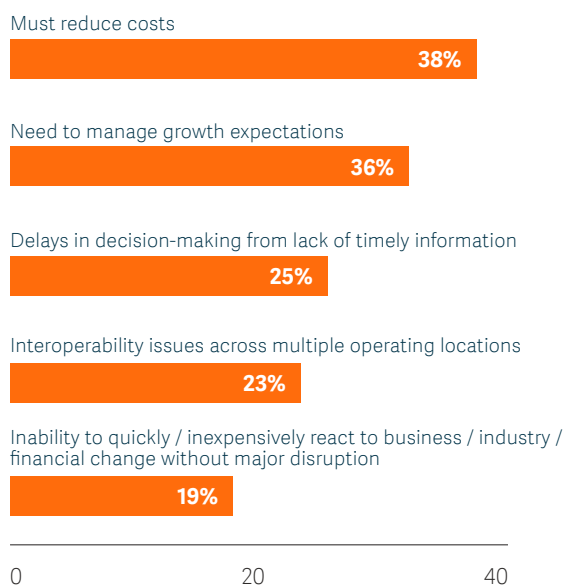 Must reduce costs
38%
Need to manage growth expectations
36%
Delays in decision-making from lack of timely information
25%
Interoperability issues across multiple operating locations
23%
Inability to quickly / inexpensively react to business / industry /
financial change without major disruption
19%
0 20 40